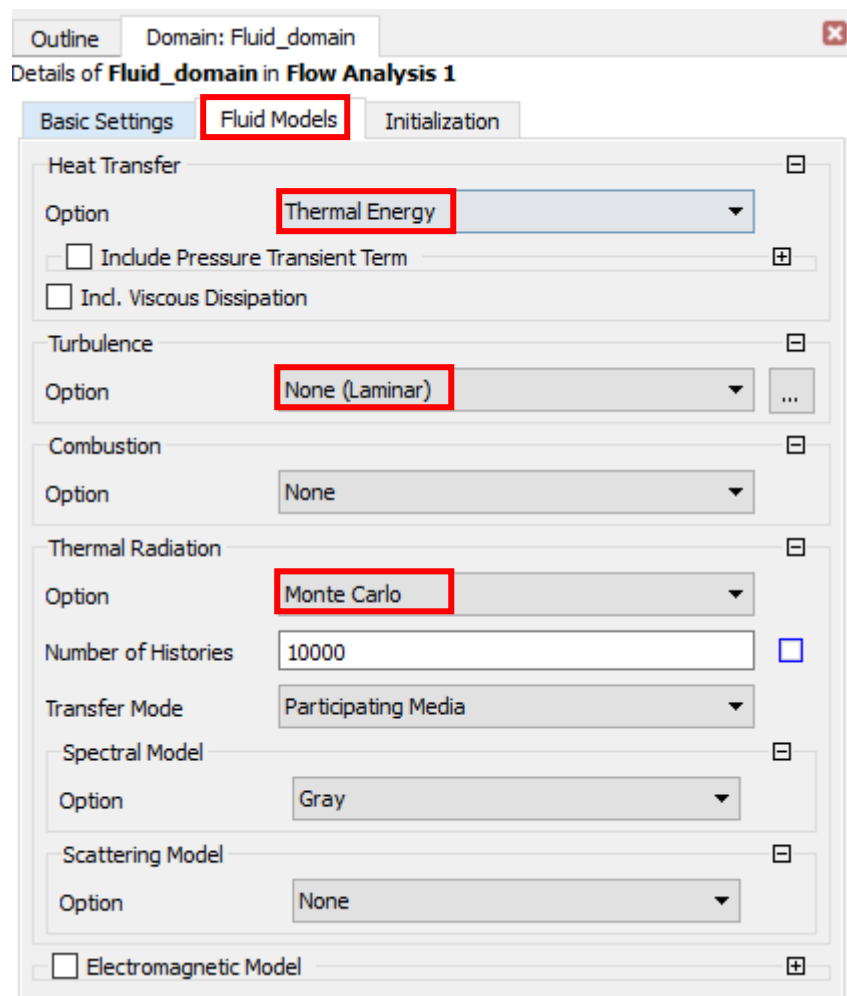 Outline Domain: Fluid_domain
Details of Fluid_domain in Flow Analysis 1
Basic Settings Fluid Models Initialization
Heat Transfer
Option Thermal Energy
Include Pressure Transient Term
Incl. Viscous Dissipation
Turbulence
Option None (Laminar) ...
Combustion
Option None
Thermal Radiation
Option Monte Carlo
Number of Histories 10000
Transfer Mode Participating Media
Spectral Model
Option Gray
Scattering Model
Option None
Electromagnetic Model